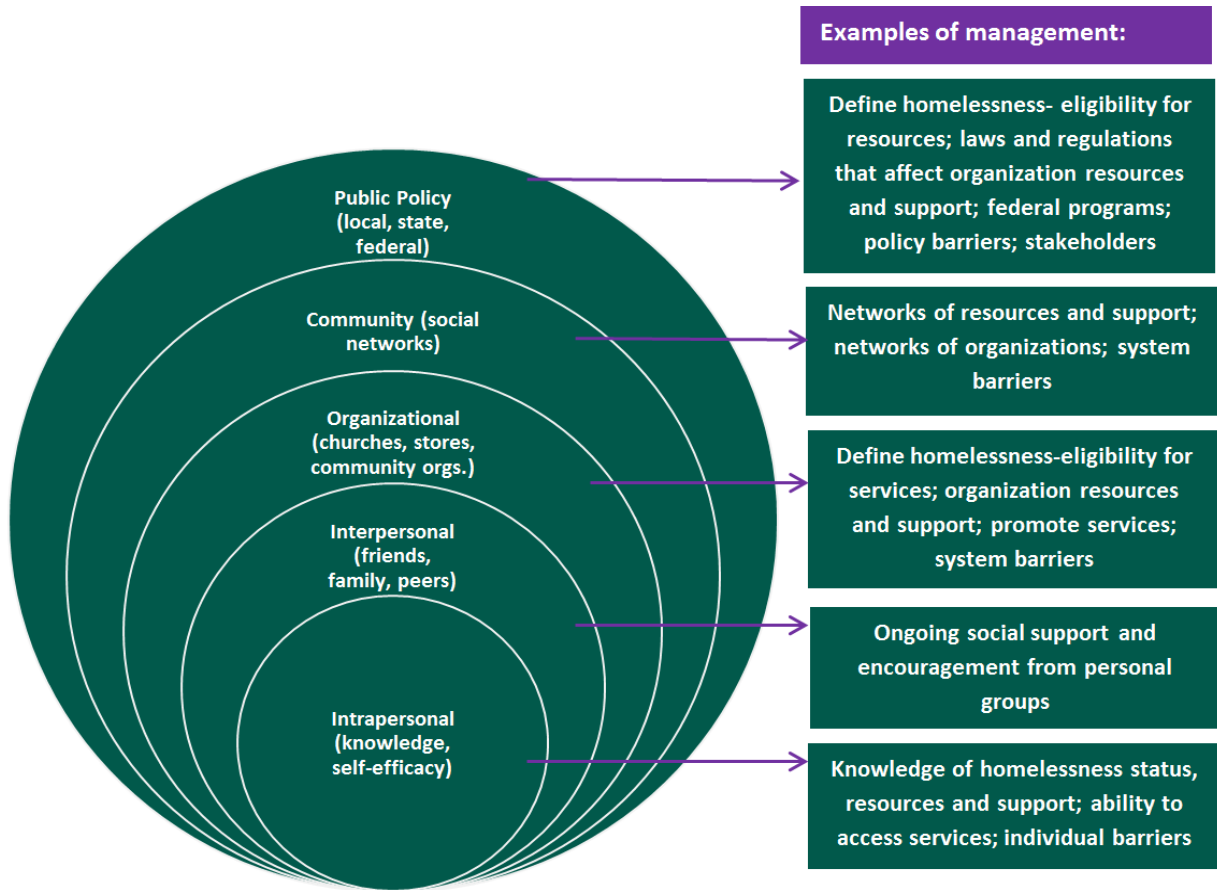 Examples of management:
Define homelessness- eligibility for
resources; laws and regulations
that affect organization resources
and support; federal programs;
policy barriers; stakeholders
Public Policy
(local, state,
federal)
Networks of resources and support;
networks of organizations; system
barriers
Community (social
networks)
Define homelessness-eligibility for
services; organization resources
and support; promote services;
system barriers
Organizational
(churches, stores,
community orgs.)
Ongoing social support and
encouragement from personal
groups
Interpersonal
(friends,
family, peers)
Knowledge of homelessness status,
resources and support; ability to
access services; individual barriers
Intrapersonal
(knowledge,
self-efficacy)